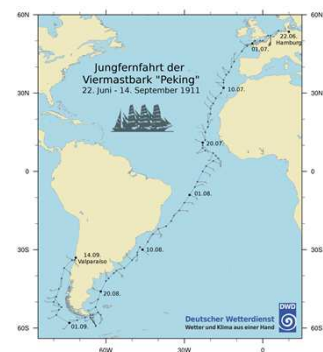 60N
60N
Jungfernfahrt der
Viermastbark "Peking"
22. Juni - 14. September 1911
22.06.
Hamburg
01.07.
30N
10.07.
30N
20.07.
0
0
01.08.
14.09.
Valparaiso
10.08.
30S
30S
20.08.
01.09.
DWD
Deutscher Wetterdienst
Wetter und Klima aus einer Hand
60S
60S
60W
30W
0